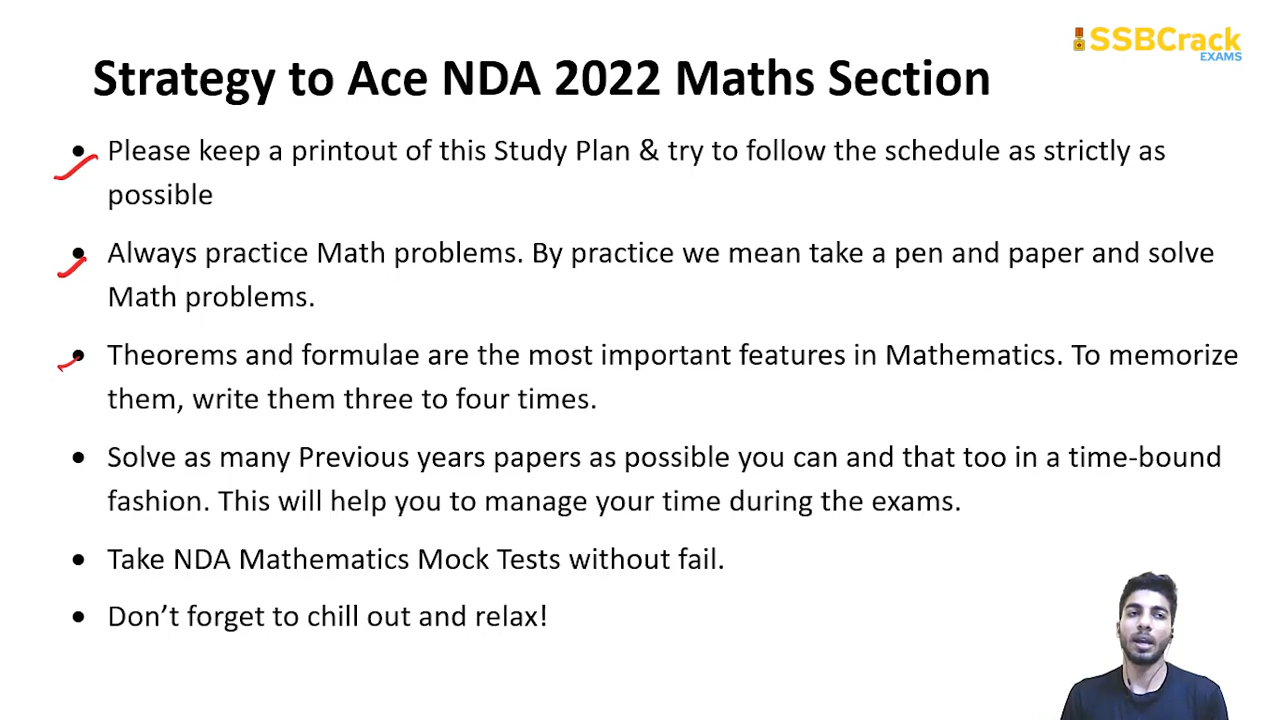 SSBCrack
EXAMS
Strategy to Ace NDA 2022 Maths Section
• Please keep a printout of this Study Plan & try to follow the schedule as strictly as
possible
• Always practice Math problems. By practice we mean take a pen and paper and solve
Math problems.
• Theorems and formulae are the most important features in Mathematics. To memorize
them, write them three to four times.
• Solve as many Previous years papers as possible you can and that too in a time-bound
fashion. This will help you to manage your time during the exams.
• Take NDA Mathematics Mock Tests without fail.
• Don’t forget to chill out and relax!